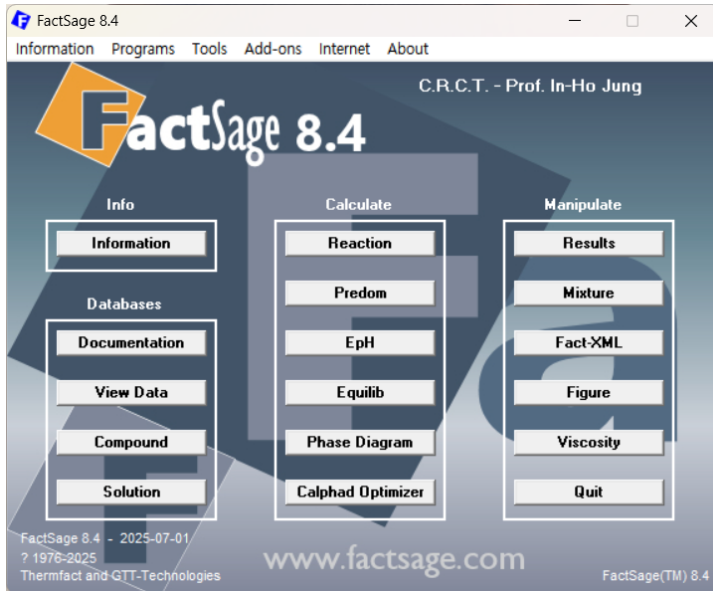 FactSage 8.4
Information Programs Tools Add-ons Internet About
C.R.C.T. - Prof. In-Ho Jung
FactSage 8.4
Info
Information
Databases
Documentation
View Data
Compound
Solution
Calculate
Reaction
Predom
EpH
Equilib
Phase Diagram
Calphad Optimizer
Manipulate
Results
Mixture
Fact-XML
Figure
Viscosity
Quit
FactSage 8.4 - 2025-07-01
? 1976-2025
Thermfact and GTT-Technologies
www.factsage.com
FactSage(TM) 8.4